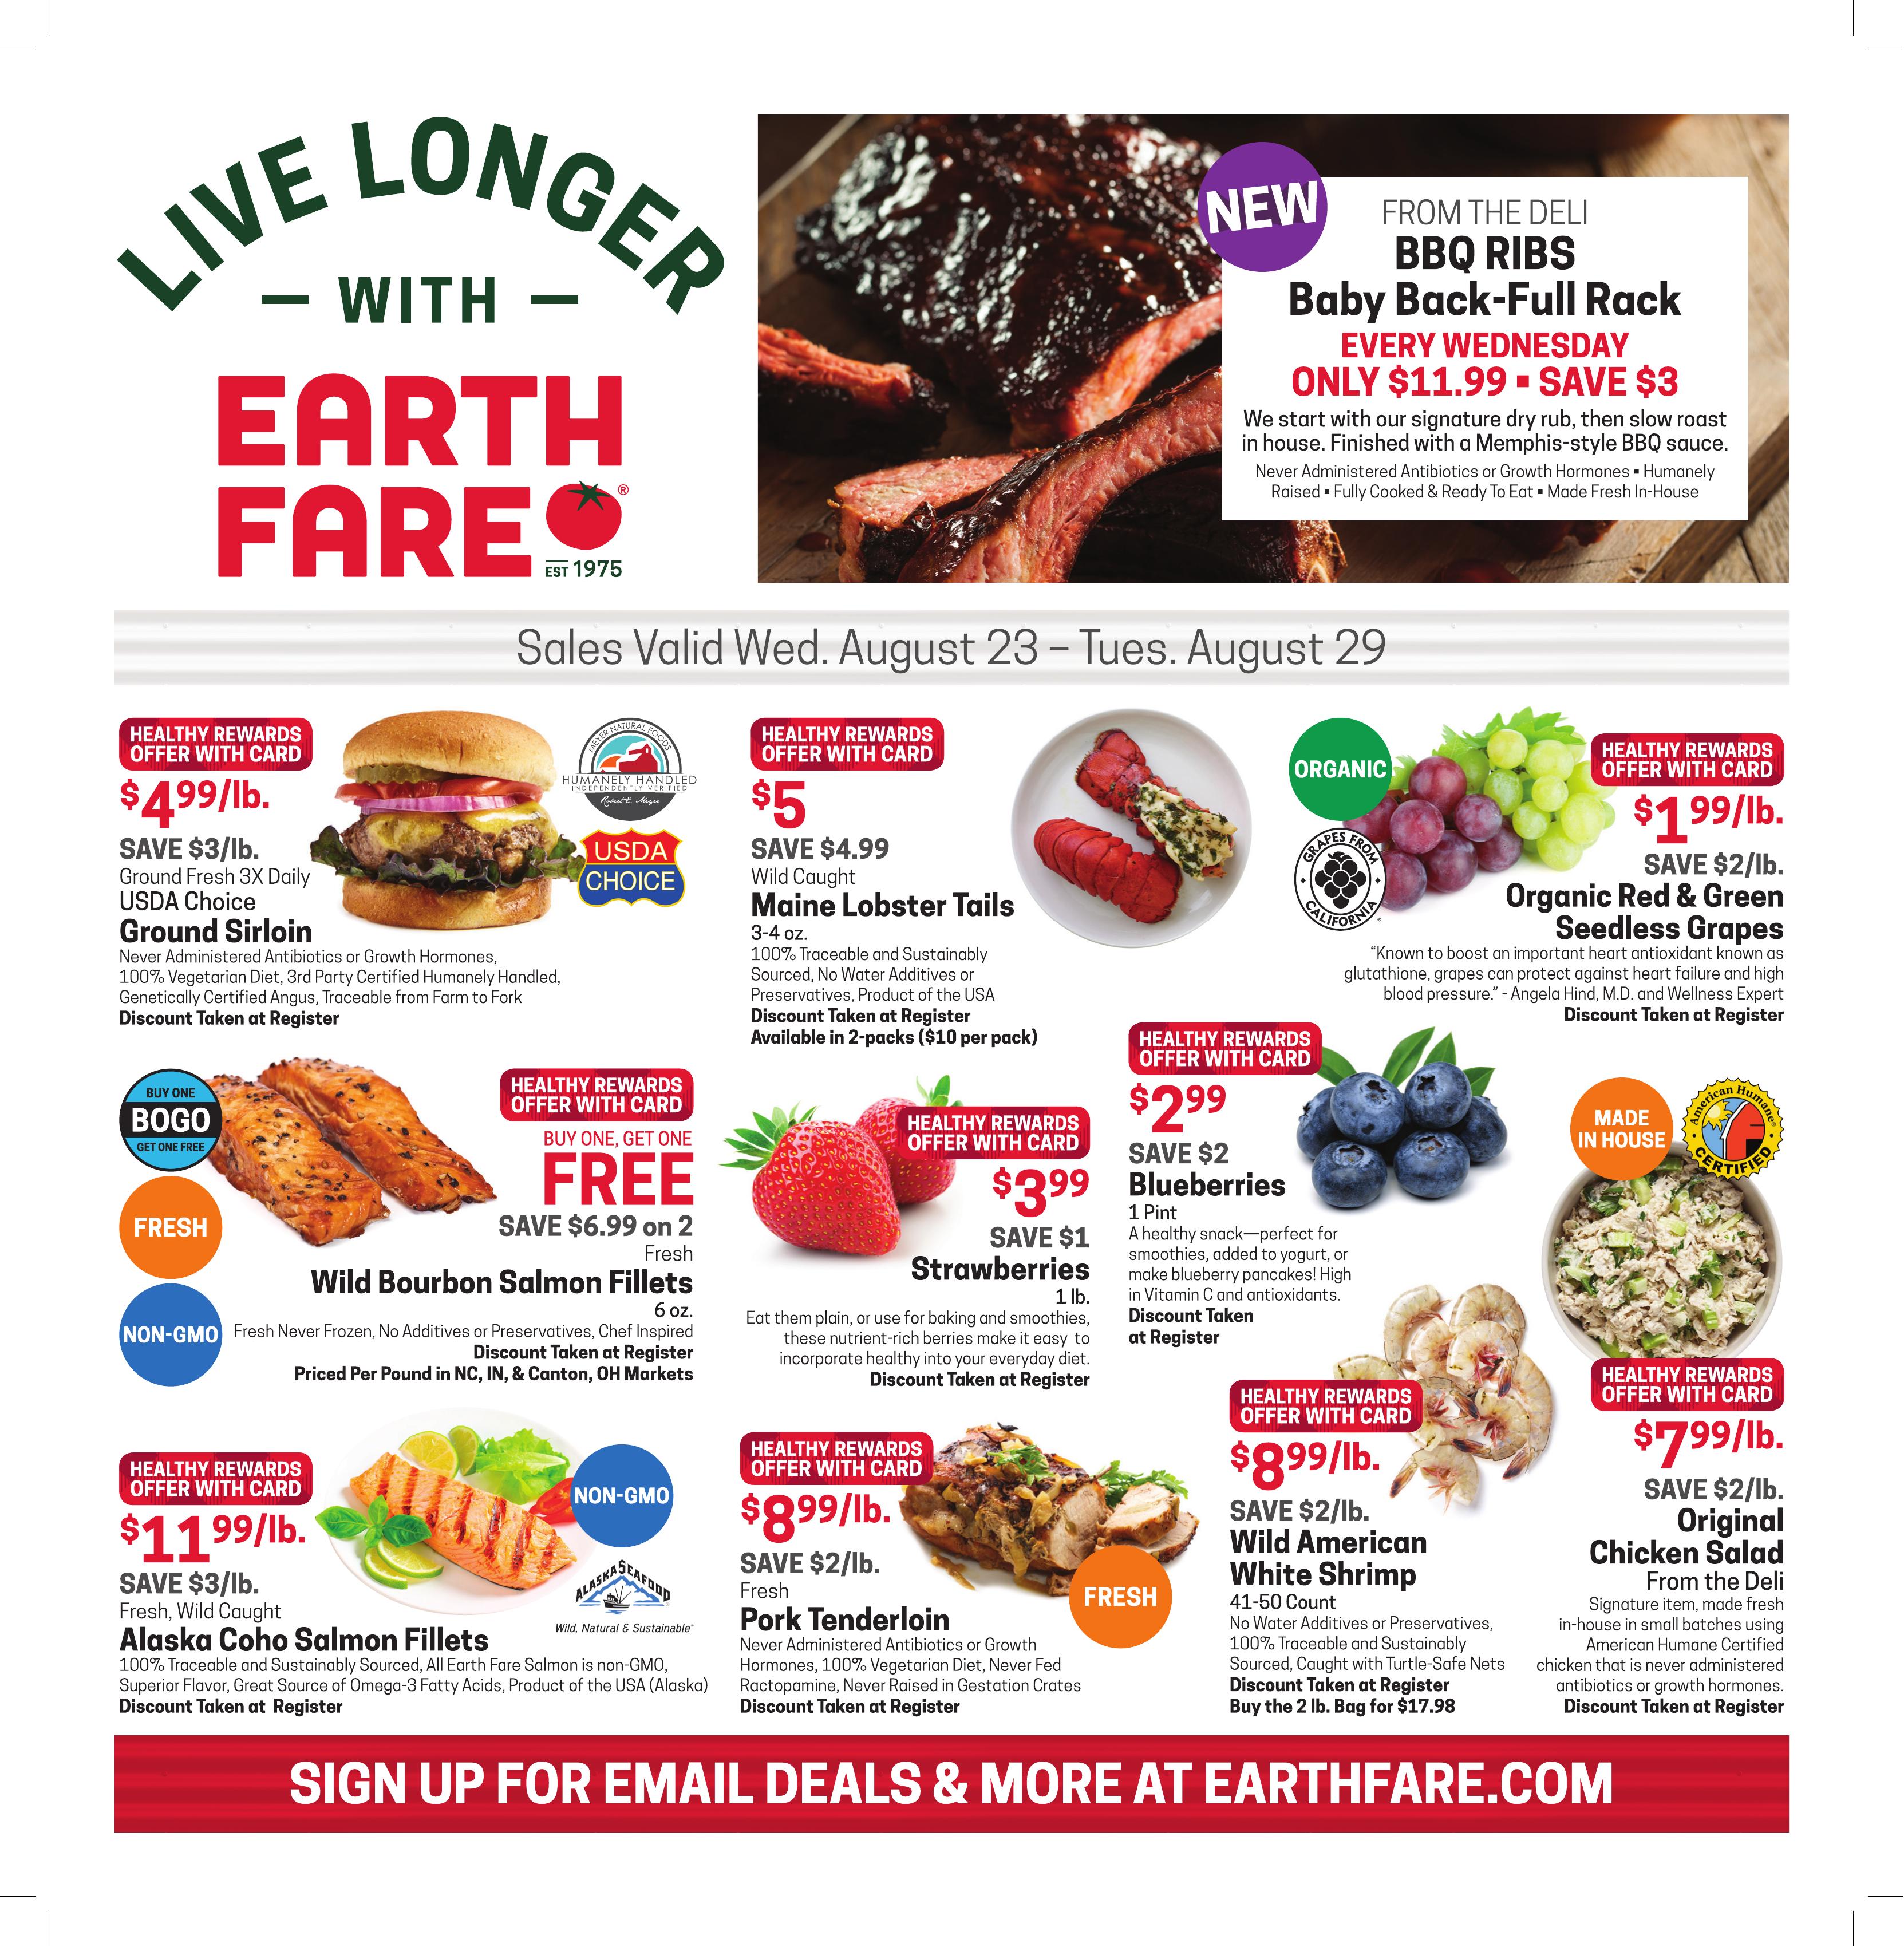 LIVE LONGER
— WITH —
EARTH
FARE®
EST 1975
NEW
FROM THE DELI
BBQ RIBS
Baby Back-Full Rack
EVERY WEDNESDAY
ONLY $11.99 ▪ SAVE $3
We start with our signature dry rub, then slow roast
in house. Finished with a Memphis-style BBQ sauce.
Never Administered Antibiotics or Growth Hormones ▪ Humanely
Raised ▪ Fully Cooked & Ready To Eat ▪ Made Fresh In-House
Sales Valid Wed. August 23 – Tues. August 29
HEALTHY REWARDS
OFFER WITH CARD
$499/lb.
SAVE $3/lb.
Ground Fresh 3X Daily
USDA Choice
Ground Sirloin
Never Administered Antibiotics or Growth Hormones,
100% Vegetarian Diet, 3rd Party Certified Humanely Handled,
Genetically Certified Angus, Traceable from Farm to Fork
Discount Taken at Register
MEYER NATURAL FOODS
HUMANELY HANDLED
INDEPENDENTLY VERIFIED
Robert E. Meyer
USDA
CHOICE
HEALTHY REWARDS
OFFER WITH CARD
$5
SAVE $4.99
Wild Caught
Maine Lobster Tails
3-4 oz.
100% Traceable and Sustainably
Sourced, No Water Additives or
Preservatives, Product of the USA
Discount Taken at Register
Available in 2-packs ($10 per pack)
ORGANIC
GRAPES FROM
CALIFORNIA
HEALTHY REWARDS
OFFER WITH CARD
$199/lb.
SAVE $2/lb.
Organic Red & Green
Seedless Grapes
“Known to boost an important heart antioxidant known as
glutathione, grapes can protect against heart failure and high
blood pressure.” - Angela Hind, M.D. and Wellness Expert
Discount Taken at Register
BUY ONE
BOGO
GET ONE FREE
FRESH
NON-GMO
HEALTHY REWARDS
OFFER WITH CARD
BUY ONE, GET ONE
FREE
SAVE $6.99 on 2
Fresh
Wild Bourbon Salmon Fillets
6 oz.
Fresh Never Frozen, No Additives or Preservatives, Chef Inspired
Discount Taken at Register
Priced Per Pound in NC, IN, & Canton, OH Markets
HEALTHY REWARDS
OFFER WITH CARD
$399
SAVE $1
Strawberries
1 lb.
Eat them plain, or use for baking and smoothies,
these nutrient-rich berries make it easy to
incorporate healthy into your everyday diet.
Discount Taken at Register
HEALTHY REWARDS
OFFER WITH CARD
$299
SAVE $2
Blueberries
1 Pint
A healthy snack—perfect for
smoothies, added to yogurt, or
make blueberry pancakes! High
in Vitamin C and antioxidants.
Discount Taken
at Register
MADE
IN HOUSE
American Humane®
CERTIFIED
HEALTHY REWARDS
OFFER WITH CARD
$799/lb.
SAVE $2/lb.
Original
Chicken Salad
From the Deli
Signature item, made fresh
in-house in small batches using
American Humane Certified
chicken that is never administered
antibiotics or growth hormones.
Discount Taken at Register
HEALTHY REWARDS
OFFER WITH CARD
$1199/lb.
SAVE $3/lb.
Fresh, Wild Caught
Alaska Coho Salmon Fillets
100% Traceable and Sustainably Sourced, All Earth Fare Salmon is non-GMO,
Superior Flavor, Great Source of Omega-3 Fatty Acids, Product of the USA (Alaska)
Discount Taken at Register
NON-GMO
ALASKA SEAFOOD
Wild, Natural & Sustainable®
HEALTHY REWARDS
OFFER WITH CARD
$899/lb.
SAVE $2/lb.
Fresh
Pork Tenderloin
Never Administered Antibiotics or Growth
Hormones, 100% Vegetarian Diet, Never Fed
Ractopamine, Never Raised in Gestation Crates
Discount Taken at Register
FRESH
HEALTHY REWARDS
OFFER WITH CARD
$899/lb.
SAVE $2/lb.
Wild American
White Shrimp
41-50 Count
No Water Additives or Preservatives,
100% Traceable and Sustainably
Sourced, Caught with Turtle-Safe Nets
Discount Taken at Register
Buy the 2 lb. Bag for $17.98
SIGN UP FOR EMAIL DEALS & MORE AT EARTHFARE.COM